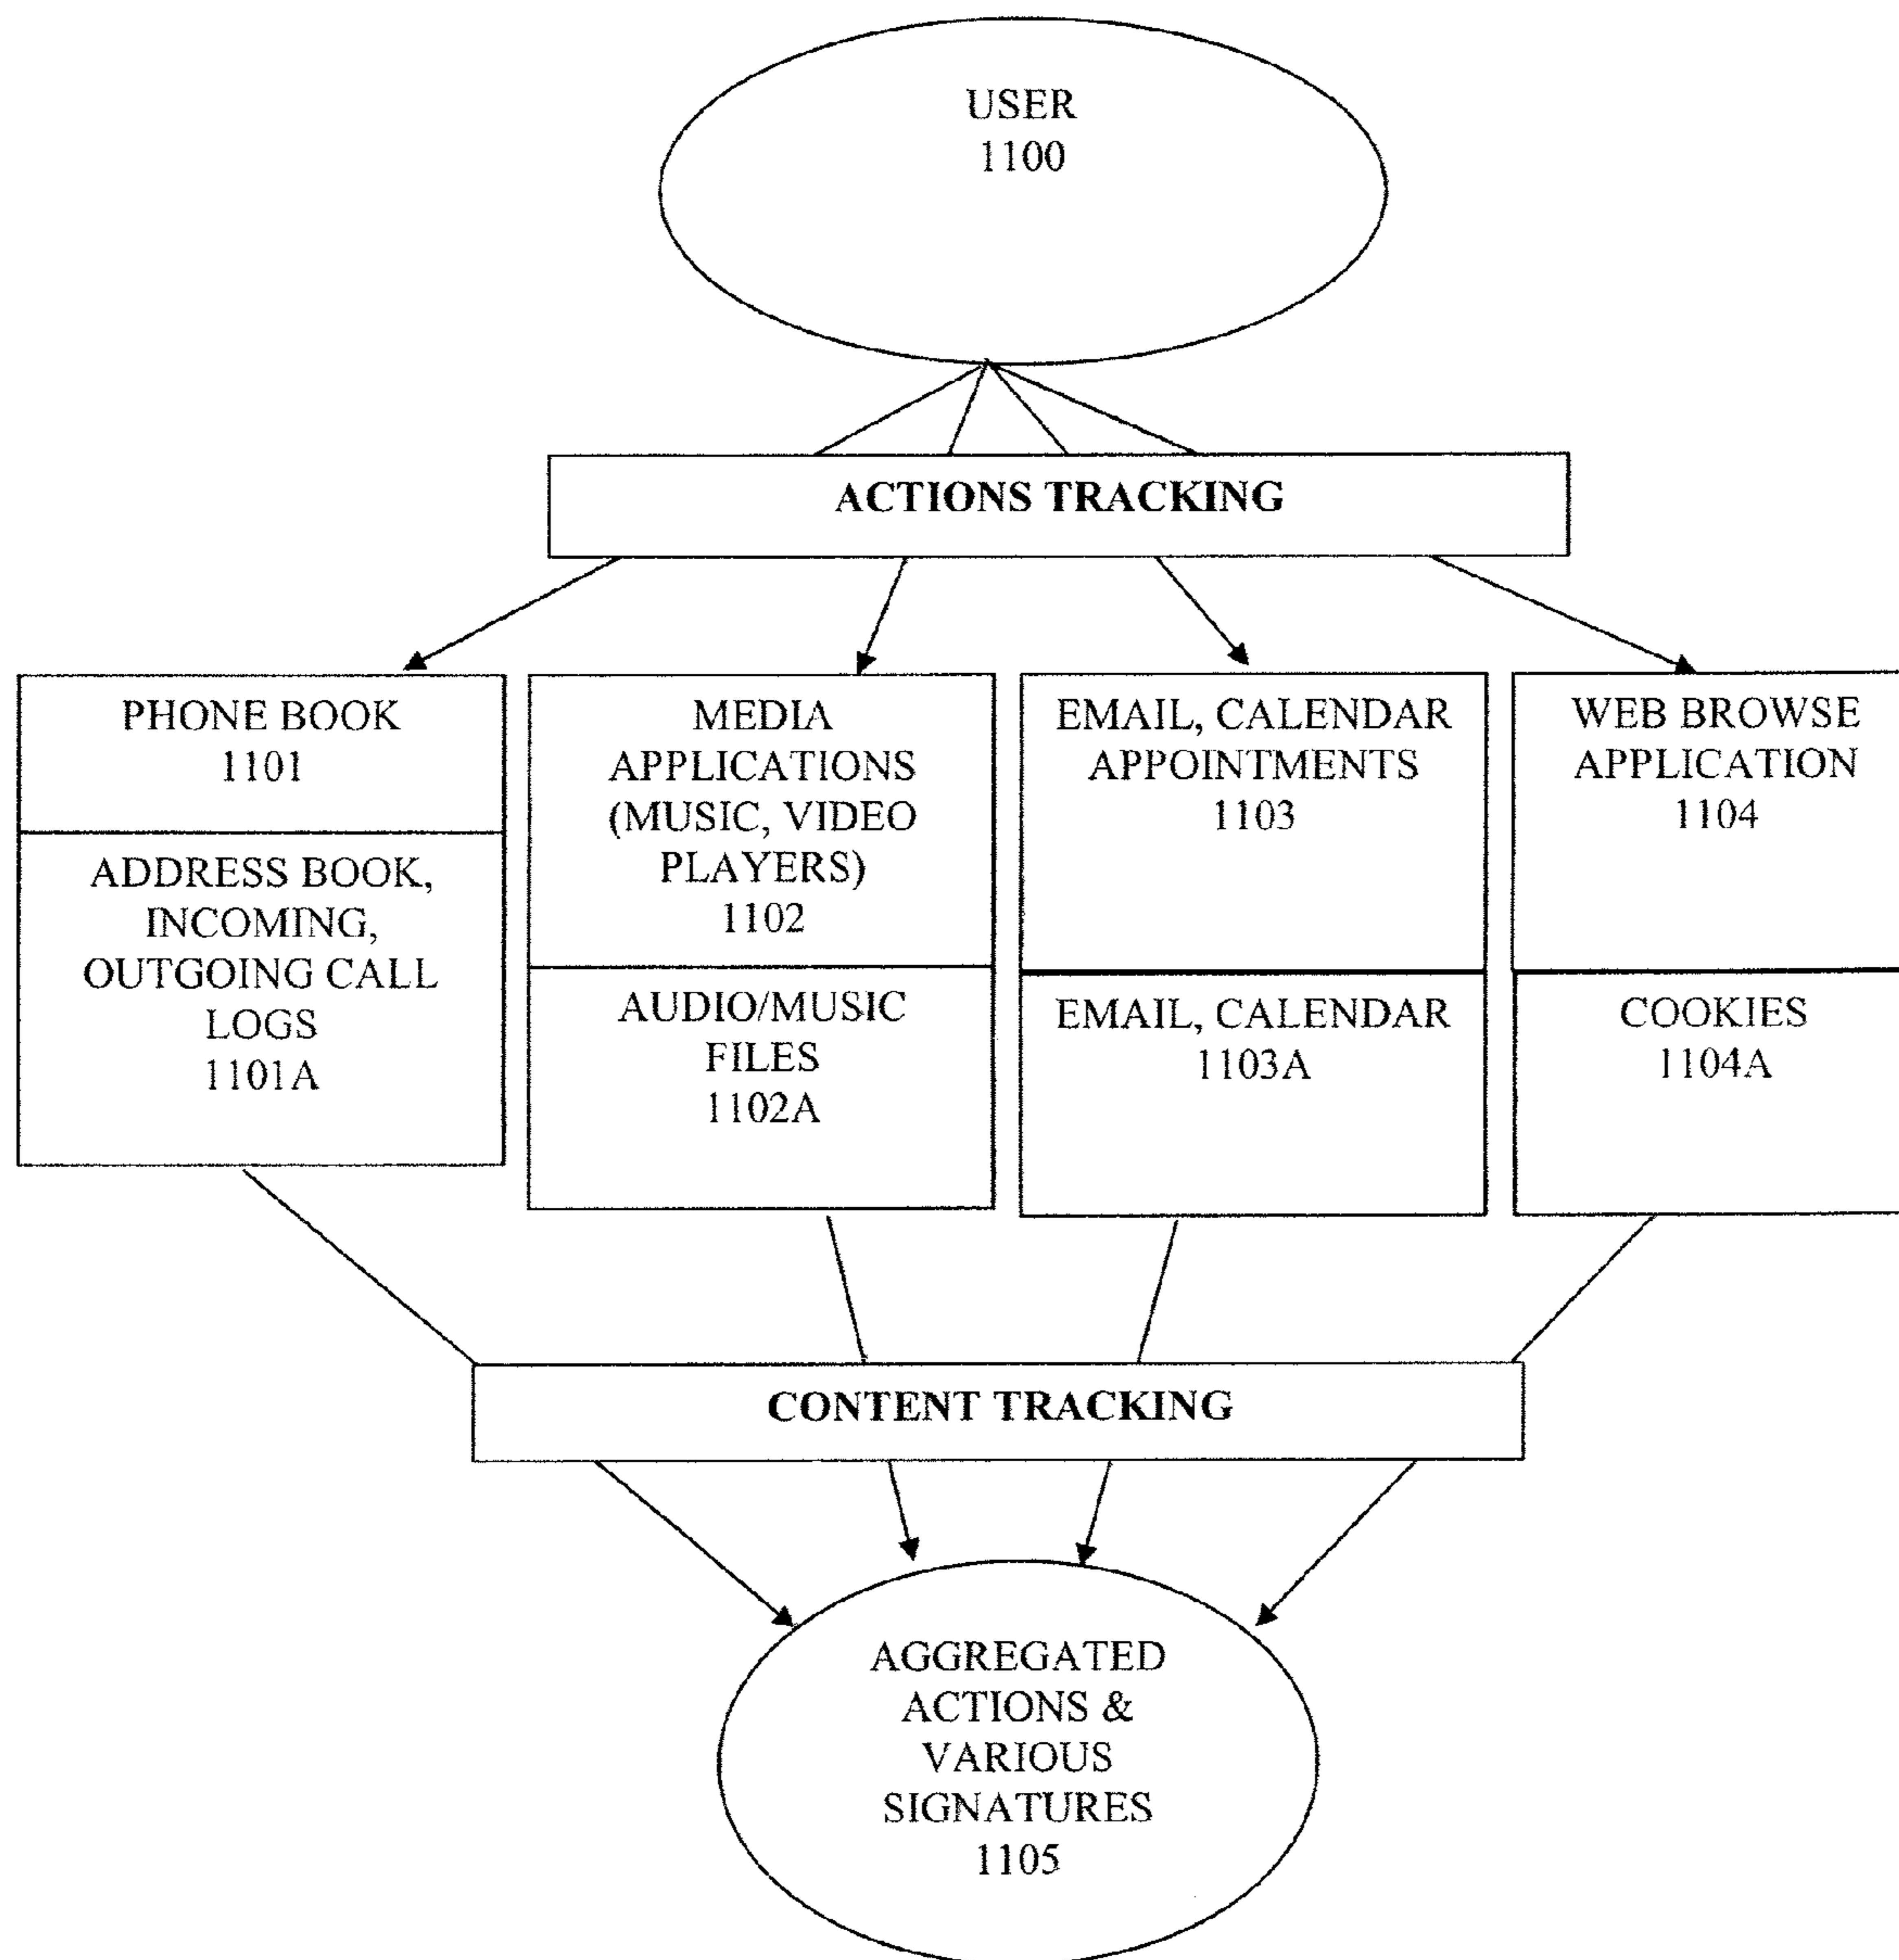 USER
1100
ACTIONS TRACKING
PHONE BOOK
1101
ADDRESS BOOK,
INCOMING,
OUTGOING CALL
LOGS
1101A
MEDIA
APPLICATIONS
(MUSIC, VIDEO
PLAYERS)
1102
AUDIO/MUSIC
FILES
1102A
EMAIL, CALENDAR
APPOINTMENTS
1103
EMAIL, CALENDAR
1103A
WEB BROWSE
APPLICATION
1104
COOKIES
1104A
CONTENT TRACKING
AGGREGATED
ACTIONS &
VARIOUS
SIGNATURES
1105